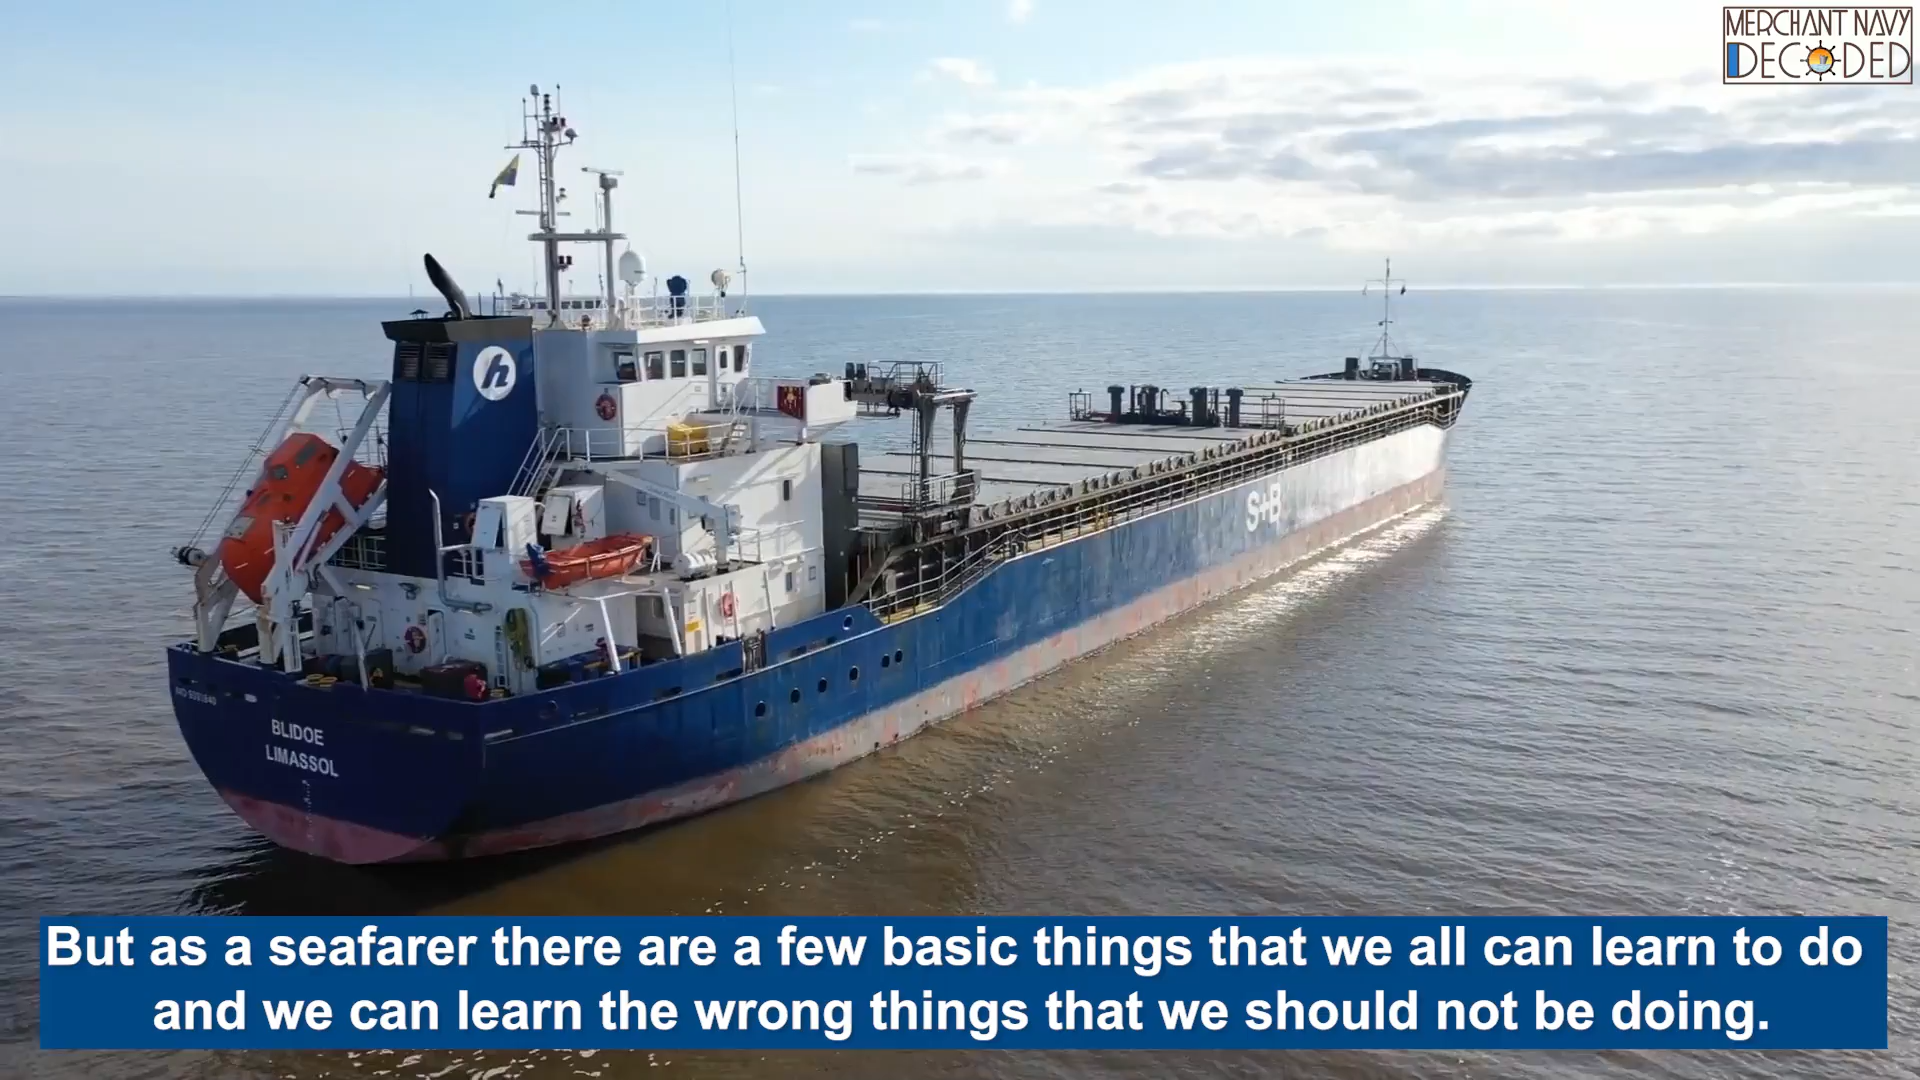 MERCHANT NAVY
DECODED
h
S+B
BLIDOE
LIMASSOL
But as a seafarer there are a few basic things that we all can learn to do
and we can learn the wrong things that we should not be doing.